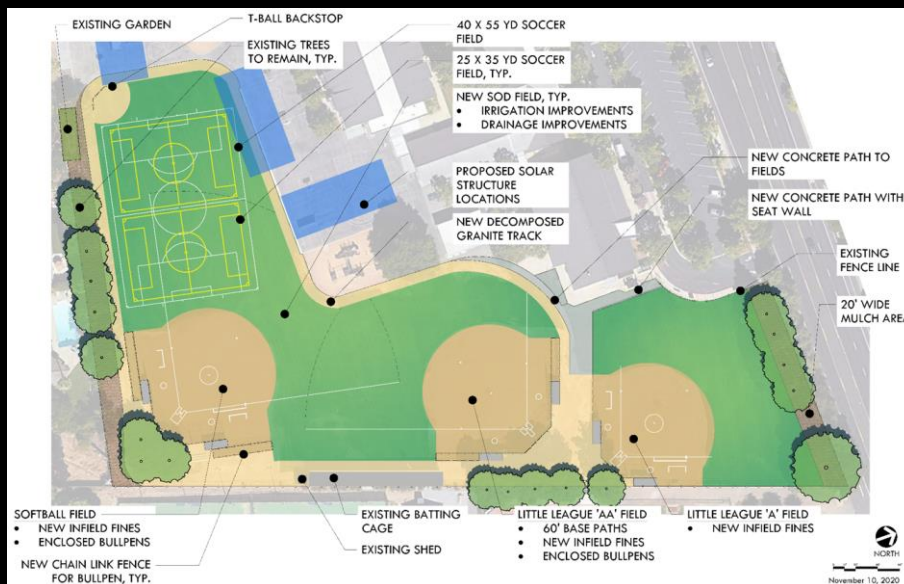 EXISTING GARDEN
T-BALL BACKSTOP
EXISTING TREES
TO REMAIN, TYP.
40 X 55 YD SOCCER
FIELD
25 X 35 YD SOCCER
FIELD, TYP.
NEW SOD FIELD, TYP.
• IRRIGATION IMPROVEMENTS
• DRAINAGE IMPROVEMENTS
PROPOSED SOLAR
STRUCTURE
LOCATIONS
NEW DECOMPOSED
GRANITE TRACK
NEW CONCRETE PATH TO
FIELDS
NEW CONCRETE PATH WITH
SEAT WALL
EXISTING
FENCE LINE
20' WIDE
MULCH AREA
SOFTBALL FIELD
• NEW INFIELD FINES
• ENCLOSED BULLPENS
NEW CHAIN LINK FENCE
FOR BULLPEN, TYP.
EXISTING BATTING
CAGE
EXISTING SHED
LITTLE LEAGUE 'AA' FIELD
• 60' BASE PATHS
• NEW INFIELD FINES
• ENCLOSED BULLPENS
LITTLE LEAGUE 'A' FIELD
• NEW INFIELD FINES
NORTH
November 10, 2020